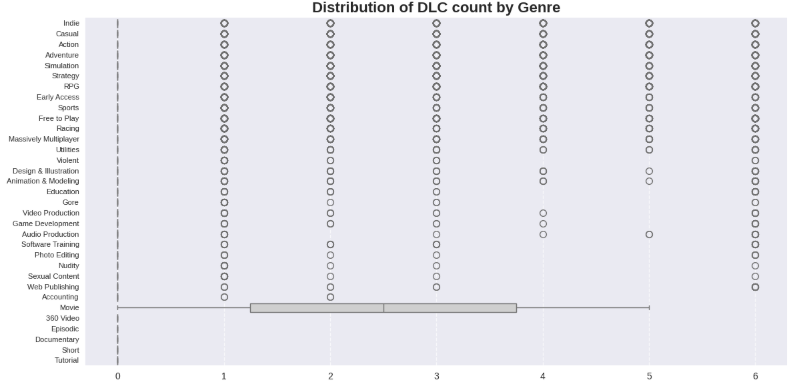 Distribution of DLC count by Genre
Indie
Casual
Action
Adventure
Simulation
Strategy
RPG
Early Access
Sports
Free to Play
Racing
Massively Multiplayer
Utilities
Violent
Design & Illustration
Animation & Modeling
Education
Gore
Video Production
Game Development
Audio Production
Software Training
Photo Editing
Nudity
Sexual Content
Web Publishing
Accounting
Movie
360 Video
Episodic
Documentary
Short
Tutorial
0 1 2 3 4 5 6